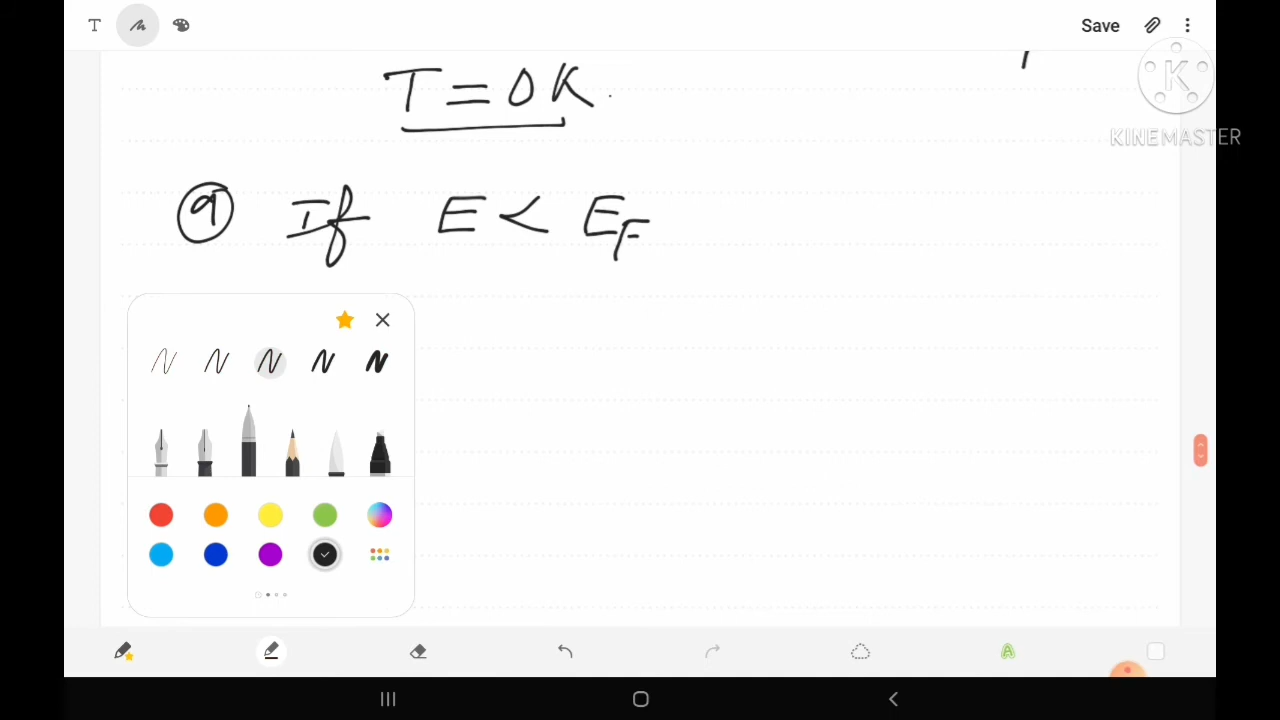 T
Save
K
KINEMASTER
T = 0 K.
a If E < E_F
A